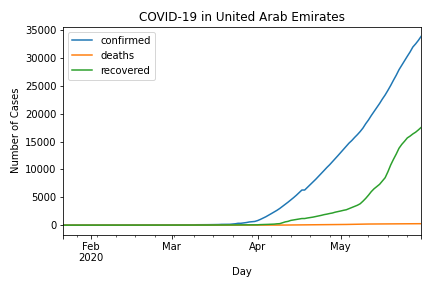 COVID-19 in United Arab Emirates
confirmed
deaths
recovered
Number of Cases
35000
30000
25000
20000
15000
10000
5000
0
Feb Mar Apr May
2020
Day